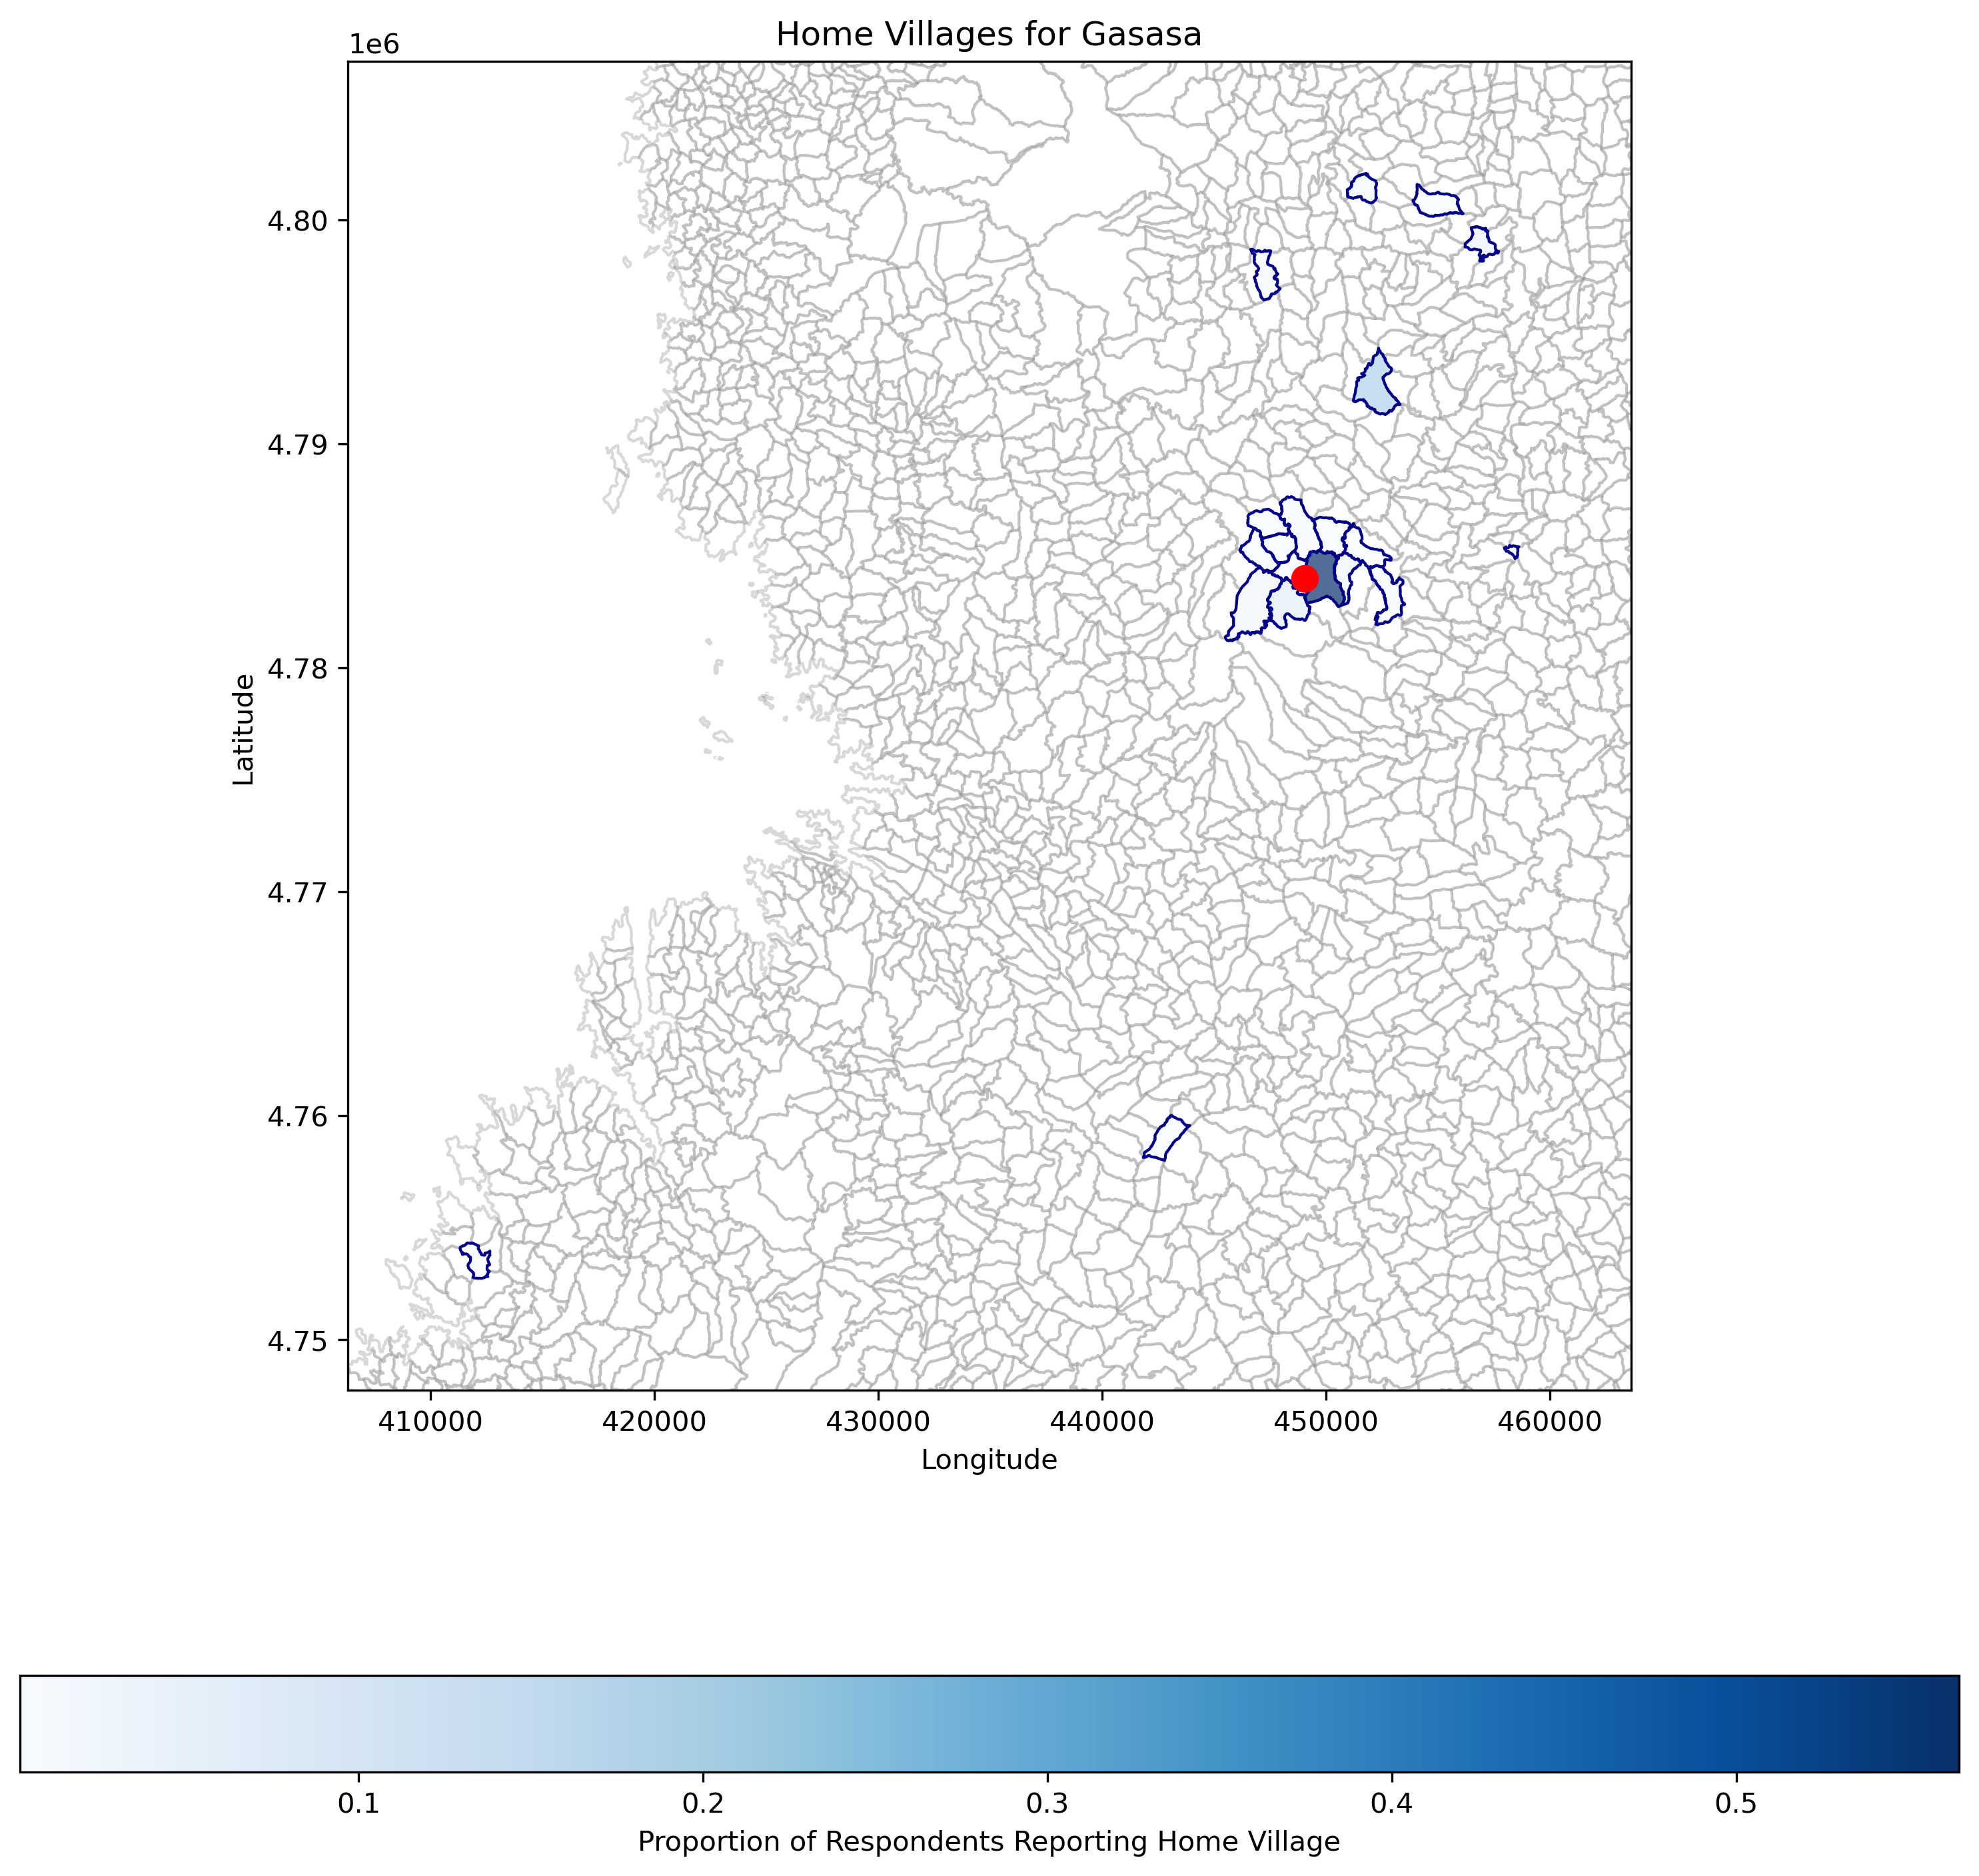 Home Villages for Gasasa
1e6
4.80
4.79
4.78
4.77
4.76
4.75
Latitude
410000 420000 430000 440000 450000 460000
Longitude
0.1 0.2 0.3 0.4 0.5
Proportion of Respondents Reporting Home Village